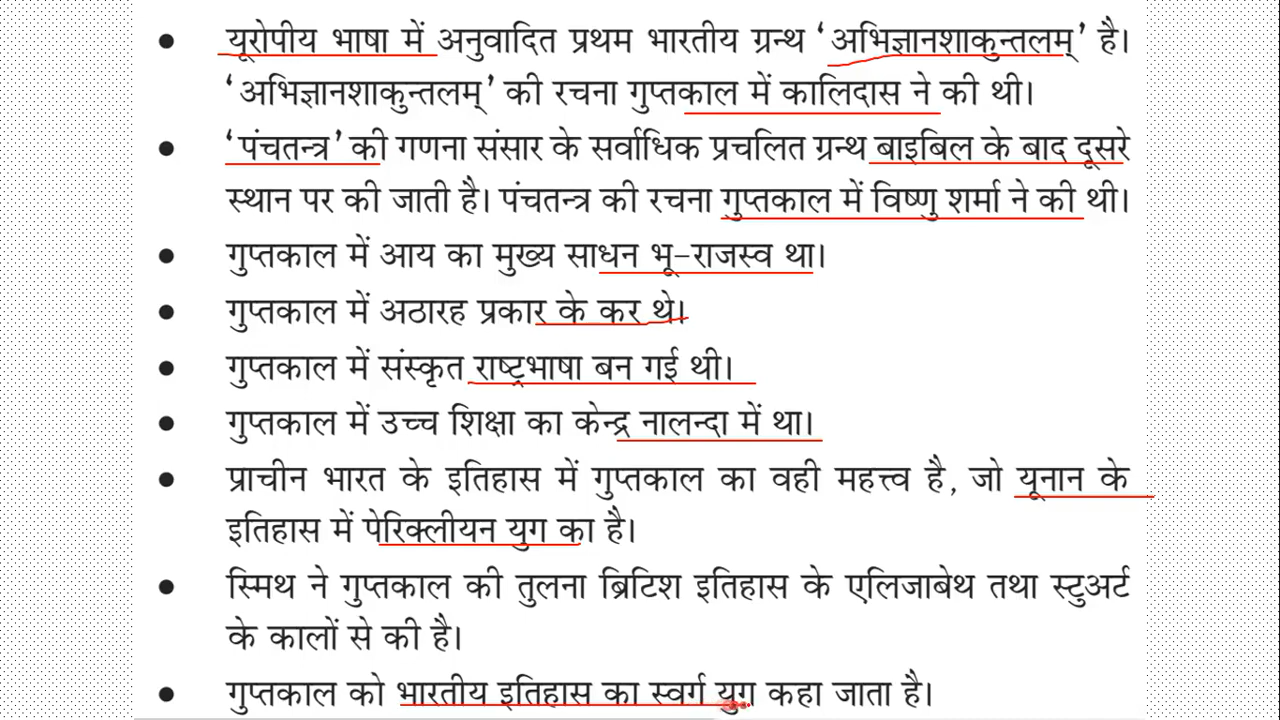 ● यूरोपीय भाषा में अनुवादित प्रथम भारतीय ग्रन्थ ‘अभिज्ञानशाकुन्तलम्’ है।
‘अभिज्ञानशाकुन्तलम्’ की रचना गुप्तकाल में कालिदास ने की थी।
● ‘पंचतन्त्र’ की गणना संसार के सर्वाधिक प्रचलित ग्रन्थ बाइबिल के बाद दूसरे
स्थान पर की जाती है। पंचतन्त्र की रचना गुप्तकाल में विष्णु शर्मा ने की थी।
● गुप्तकाल में आय का मुख्य साधन भू-राजस्व था।
● गुप्तकाल में अठारह प्रकार के कर थे।
● गुप्तकाल में संस्कृत राष्ट्रभाषा बन गई थी।
● गुप्तकाल में उच्च शिक्षा का केन्द्र नालन्दा में था।
● प्राचीन भारत के इतिहास में गुप्तकाल का वही महत्त्व है, जो यूनान के
इतिहास में पेरिक्लीयन युग का है।
● स्मिथ ने गुप्तकाल की तुलना ब्रिटिश इतिहास के एलिजाबेथ तथा स्टुअर्ट
के कालों से की है।
● गुप्तकाल को भारतीय इतिहास का स्वर्ग युग कहा जाता है।